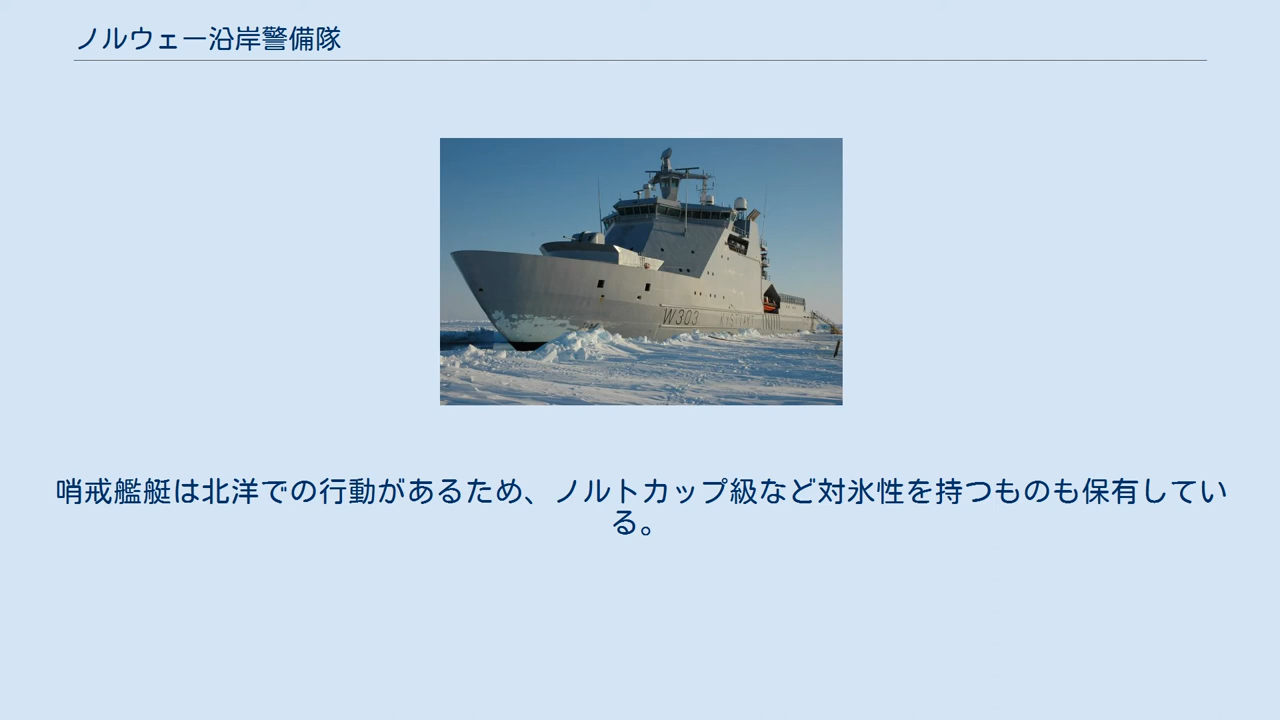 ノルウェー沿岸警備隊
W303
哨戒艦艇は北洋での行動があるため、ノルトカップ級など対氷性を持つものも保有してい
る。